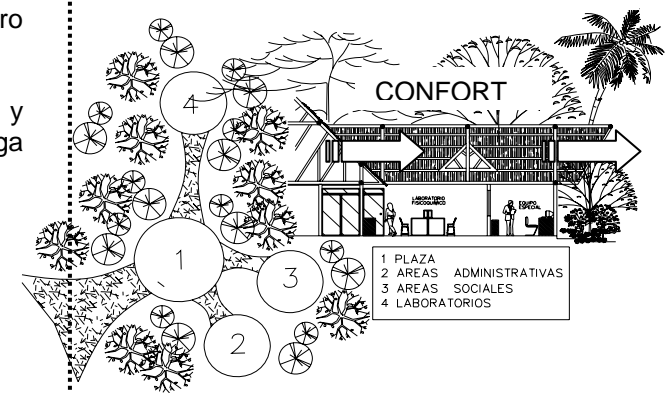 ro
y
ga
CONFORT
LABORATORIO
FISICOQUIMICO
EQUIPO
ESPECIAL
4
1
3
2
1 PLAZA
2 AREAS ADMINISTRATIVAS
3 AREAS SOCIALES
4 LABORATORIOS